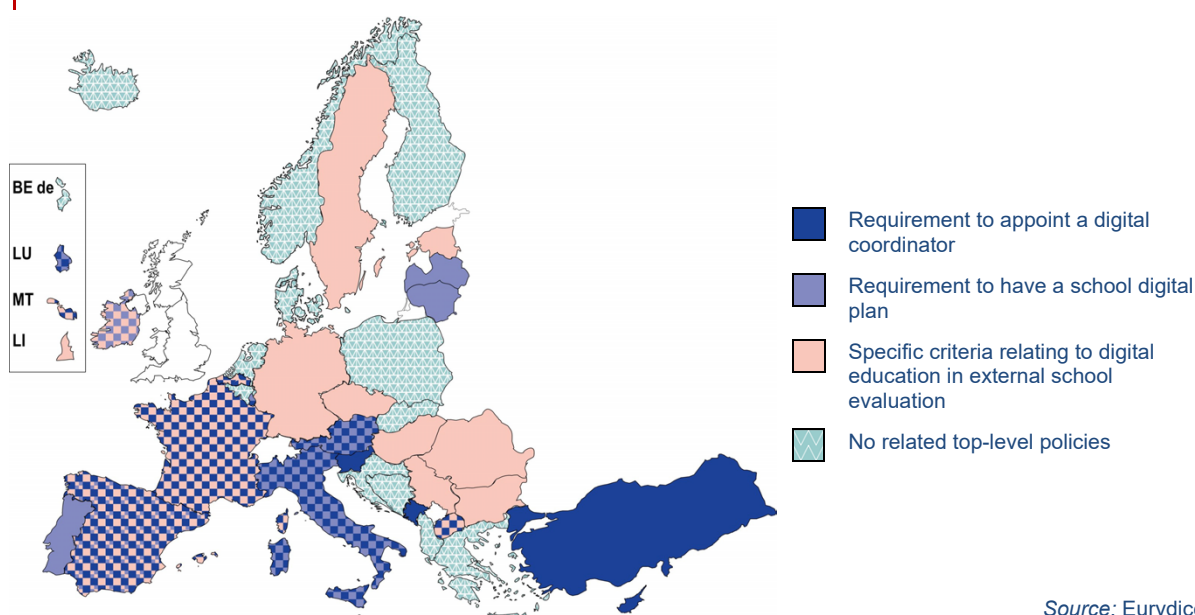 BE de
LU
MT
LI
Requirement to appoint a digital
coordinator
Requirement to have a school digital
plan
Specific criteria relating to digital
education in external school
evaluation
No related top-level policies
Source: Eurydice